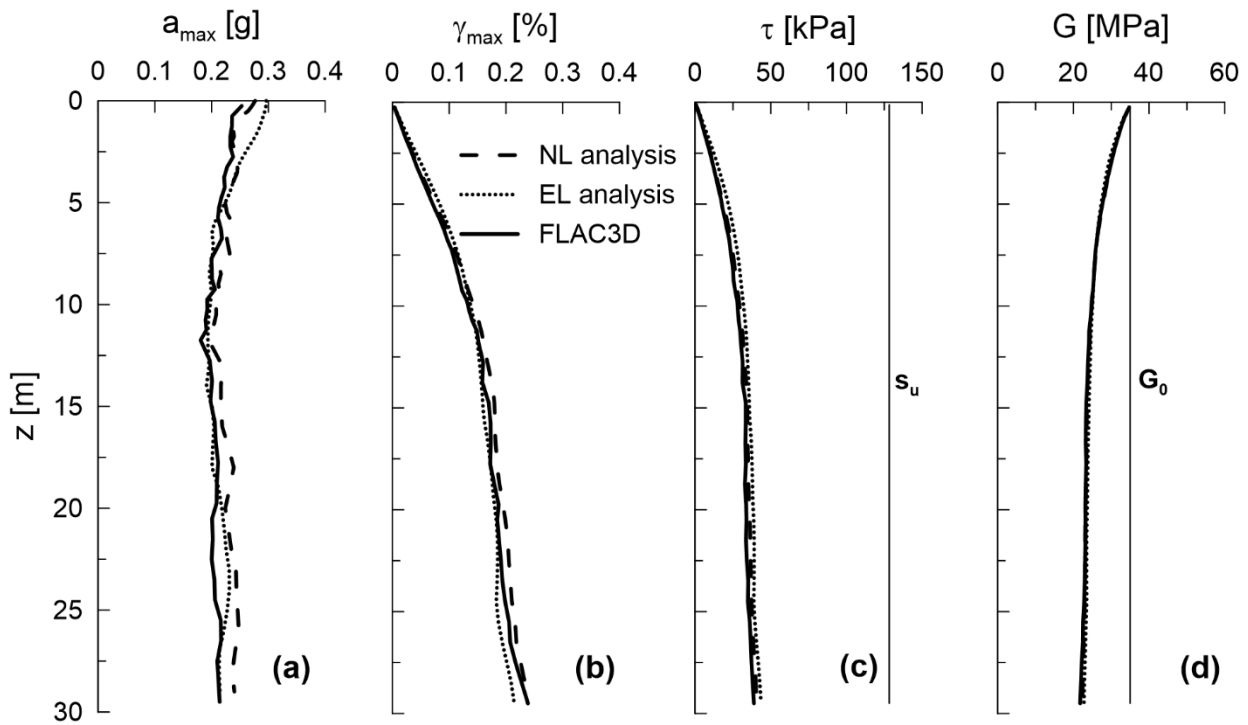 a_max [g]
γ_max [%]
τ [kPa]
G [MPa]
0 0.1 0.2 0.3 0.4
0 0.1 0.2 0.3 0.4
0 50 100 150
0 20 40 60
0
5
10
15
20
25
30
z [m]
NL analysis
EL analysis
FLAC3D
s_u
G_0
(a)
(b)
(c)
(d)